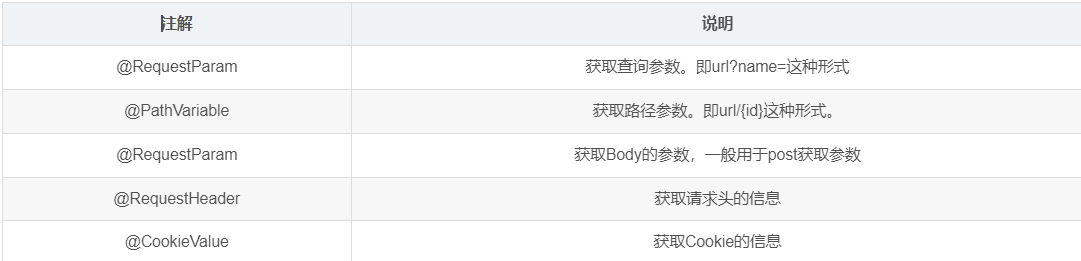 注解 说明
@RequestParam 获取查询参数。即url?name=这种形式
@PathVariable 获取路径参数。即url/{id}这种形式。
@RequestParam 获取Body的参数，一般用于post获取参数
@RequestHeader 获取请求头的信息
@CookieValue 获取Cookie的信息